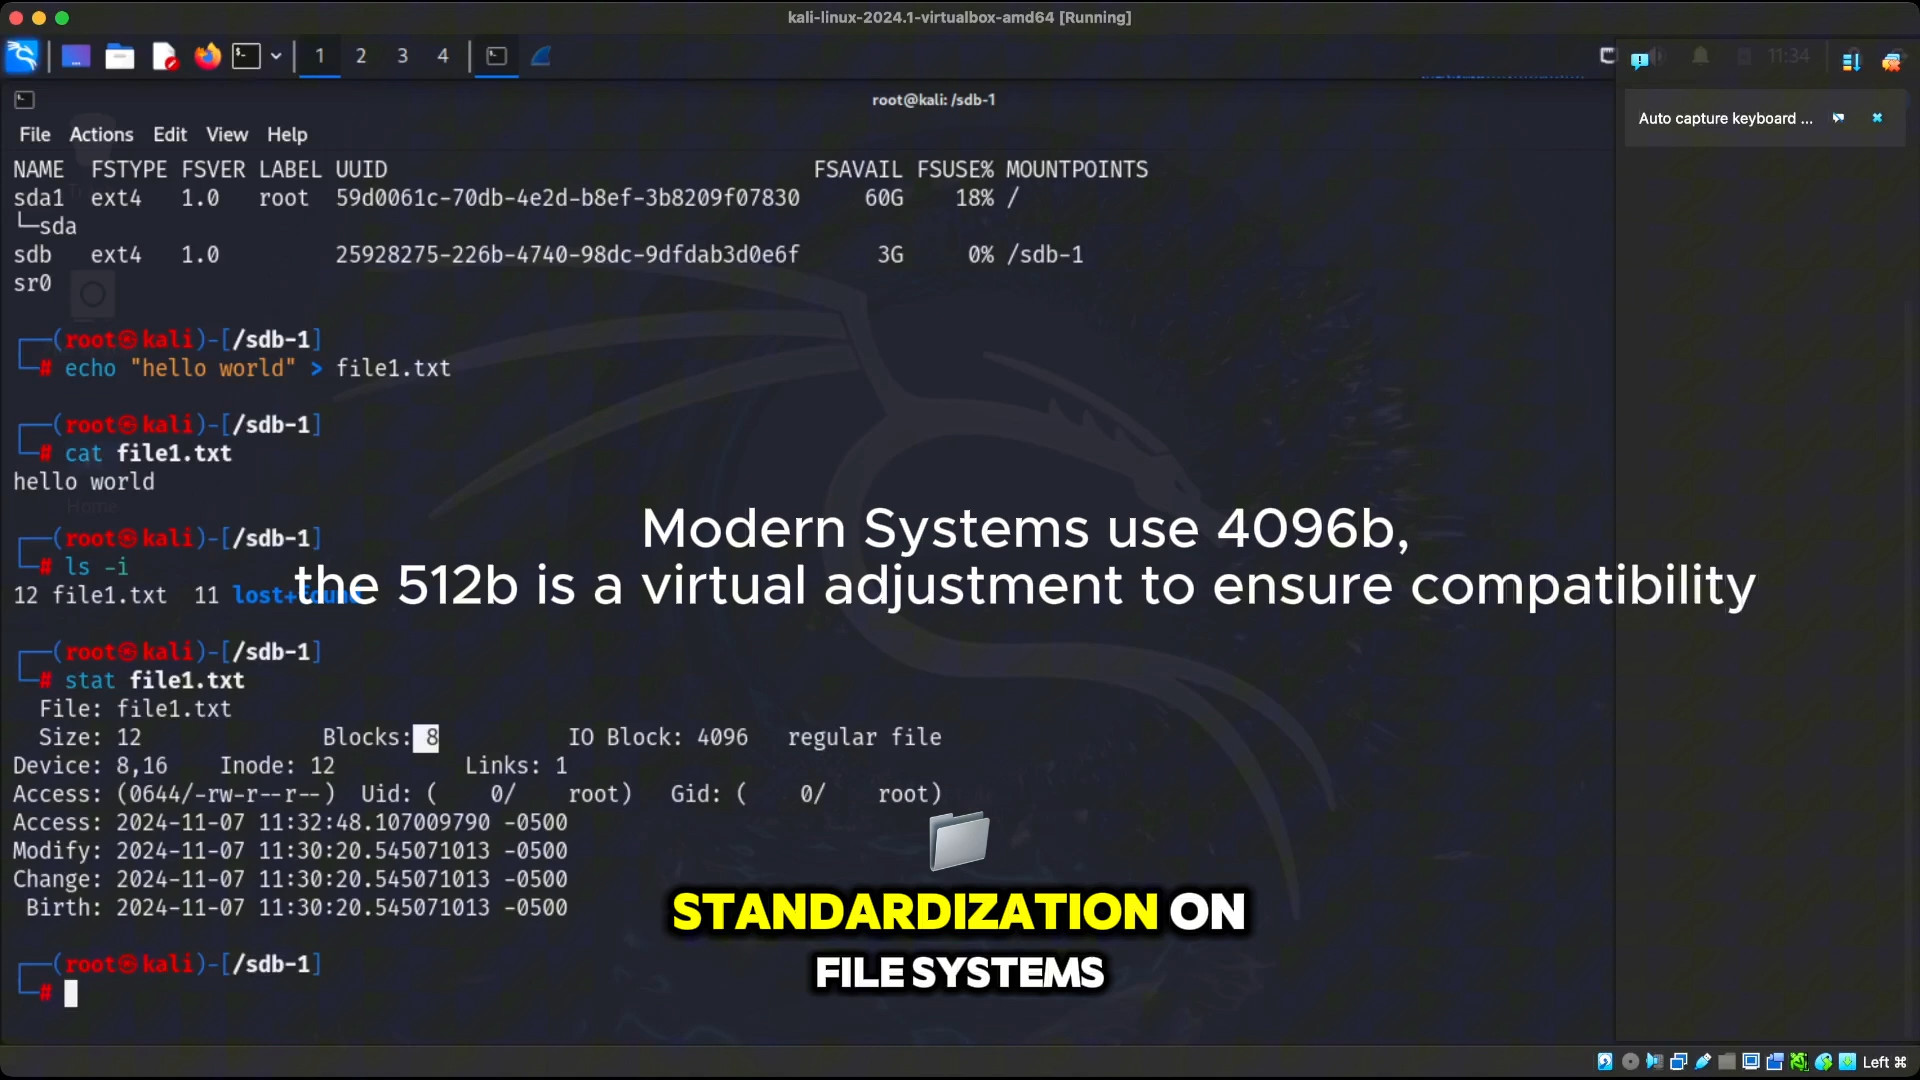 kali-linux-2024.1-virtualbox-amd64 [Running]
1 2 3 4
11:34
root@kali: /sdb-1
Auto capture keyboard ...
File Actions Edit View Help
NAME FSTYPE FSVER LABEL UUID FSAVAIL FSUSE% MOUNTPOINTS
sda1 ext4 1.0 root 59d0061c-70db-4e2d-b8ef-3b8209f07830 60G 18% /
└─sda
sdb ext4 1.0 25928275-226b-4740-98dc-9dfdab3d0e6f 3G 0% /sdb-1
sr0
┌──(root㉿kali)-[/sdb-1]
└─# echo "hello world" > file1.txt
┌──(root㉿kali)-[/sdb-1]
└─# cat file1.txt
hello world
Home
Modern Systems use 4096b,
the 512b is a virtual adjustment to ensure compatibility
┌──(root㉿kali)-[/sdb-1]
└─# ls -i
12 file1.txt 11 lost+found
┌──(root㉿kali)-[/sdb-1]
└─# stat file1.txt
File: file1.txt
Size: 12 Blocks: 8 IO Block: 4096 regular file
Device: 8,16 Inode: 12 Links: 1
Access: (0644/-rw-r--r--) Uid: ( 0/ root) Gid: ( 0/ root)
Access: 2024-11-07 11:32:48.107009790 -0500
Modify: 2024-11-07 11:30:20.545071013 -0500
Change: 2024-11-07 11:30:20.545071013 -0500
Birth: 2024-11-07 11:30:20.545071013 -0500
┌──(root㉿kali)-[/sdb-1]
└─#
STANDARDIZATION ON
FILE SYSTEMS
Left ⌘